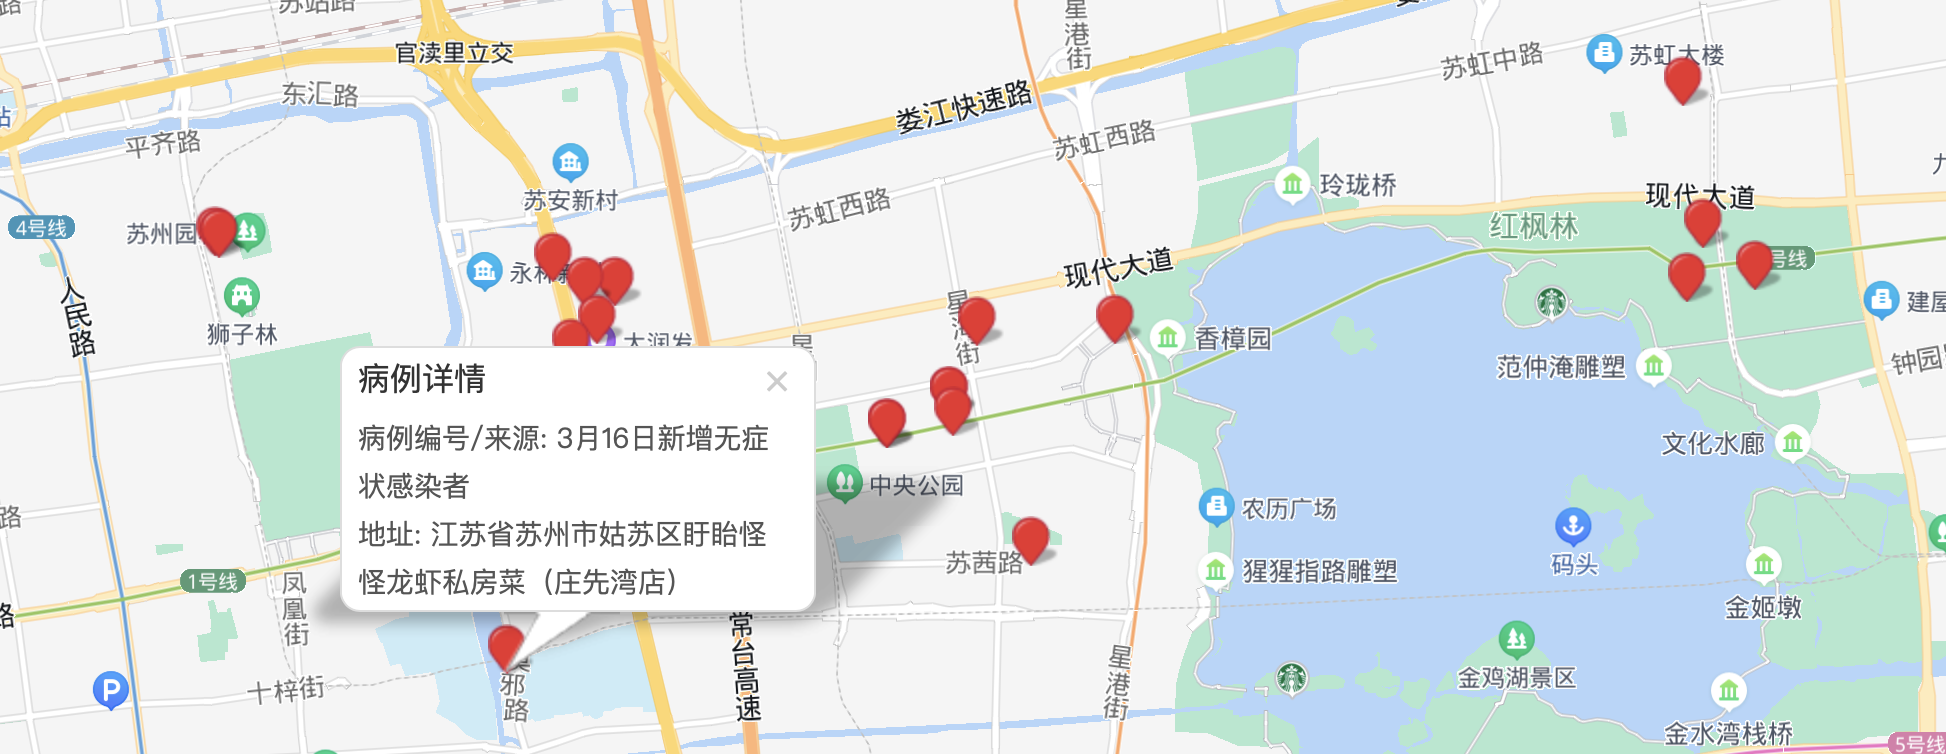 苏站路
星港街
官渎里立交
苏虹中路
苏虹大楼
东汇路
娄江快速路
平齐路
苏虹西路
苏安新村
玲珑桥
苏虹西路
现代大道
红枫林
4号线
苏州园
永林
现代大道
号线
人民路
狮子林
星海街
大润发
香樟园
建屋
范仲淹雕塑
钟园
病例详情
病例编号/来源: 3月16日新增无症
状感染者
地址: 江苏省苏州市姑苏区盱眙怪
怪龙虾私房菜（庄先湾店）
文化水廊
中央公园
农历广场
码头
苏茜路
猩猩指路雕塑
1号线
凤凰街
金姬墩
常台高速
星港街
邪路
十梓街
P
金鸡湖景区
金水湾栈桥
5号线